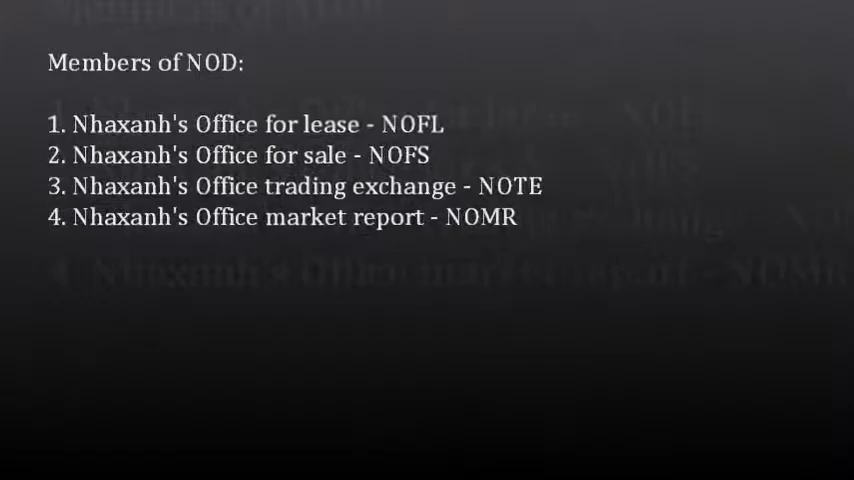 Members of NOD:
1. Nhaxanh's Office for lease - NOFL
2. Nhaxanh's Office for sale - NOFS
3. Nhaxanh's Office trading exchange - NOTE
4. Nhaxanh's Office market report - NOMR